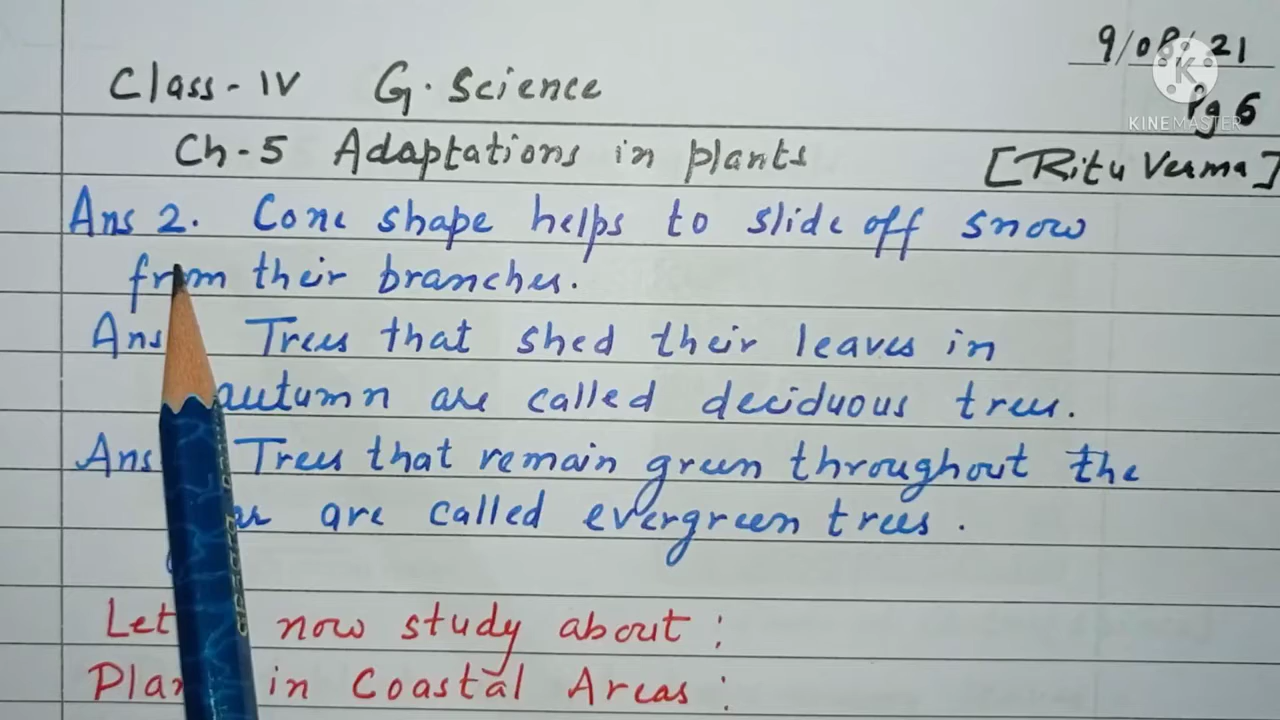 9/08/21
Class-IV G. Science
Pg 6
KINEMASTER
Ch-5 Adaptations in plants [Ritu Verma]
Ans 2. Cone shape helps to slide off snow
from their branches.
Ans Trees that shed their leaves in
autumn are called deciduous trees.
Ans Trees that remain green throughout the
are called evergreen trees.
Let now study about :
in Coastal Areas :